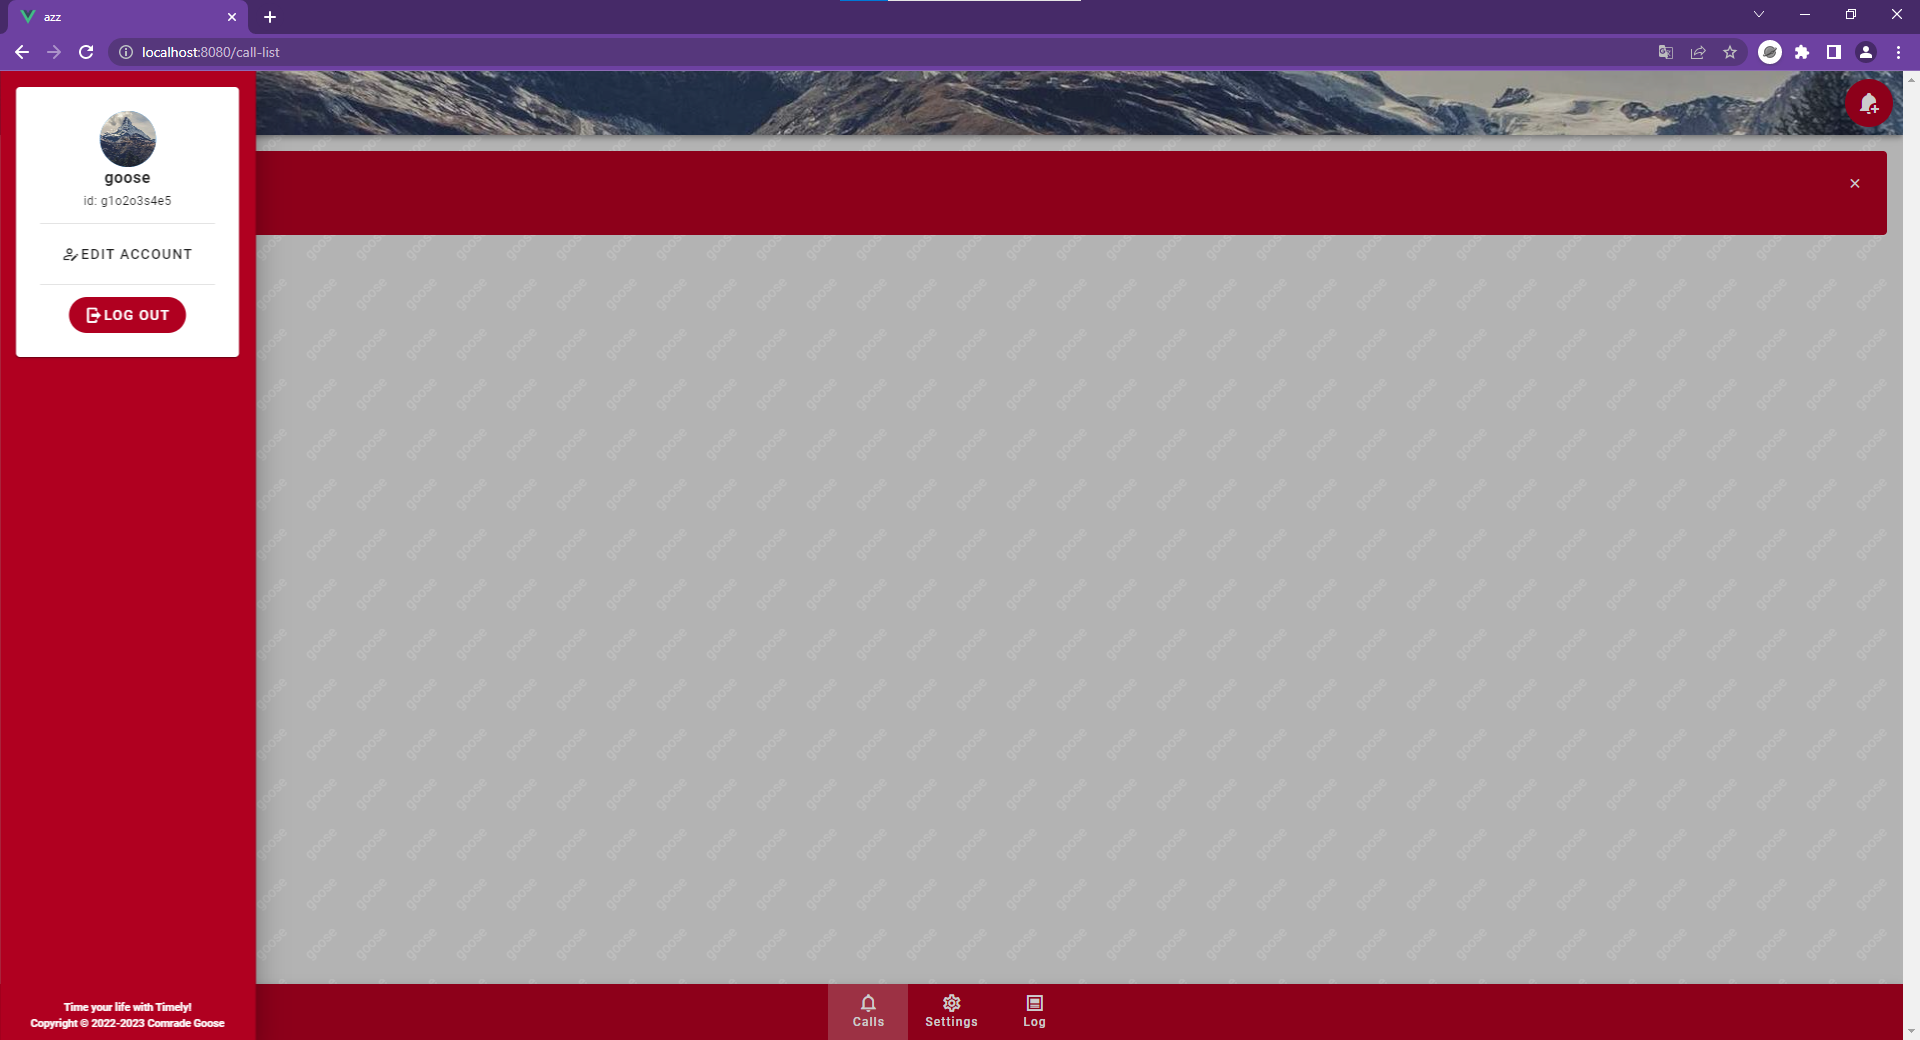 azz
localhost:8080/call-list
goose
id: g1o2o3s4e5
EDIT ACCOUNT
LOG OUT
Time your life with Timely!
Copyright © 2022-2023 Comrade Goose
Calls
Settings
Log
goose